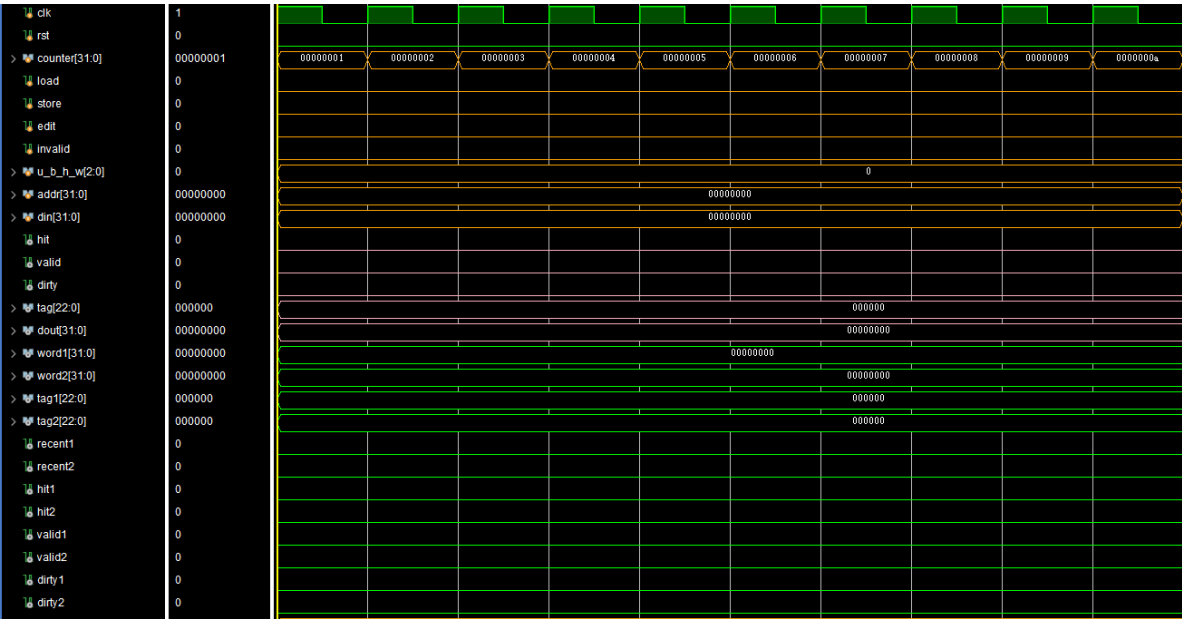 clk 1
rst 0
counter[31:0] 00000001 00000001 00000002 00000003 00000004 00000005 00000006 00000007 00000008 00000009 0000000a
load 0
store 0
edit 0
invalid 0
u_b_h_w[2:0] 0 0
addr[31:0] 00000000 00000000
din[31:0] 00000000 00000000
hit 0
valid 0
dirty 0
tag[22:0] 000000 000000
dout[31:0] 00000000 00000000
word1[31:0] 00000000 00000000
word2[31:0] 00000000 00000000
tag1[22:0] 000000 000000
tag2[22:0] 000000 000000
recent1 0
recent2 0
hit1 0
hit2 0
valid1 0
valid2 0
dirty1 0
dirty2 0